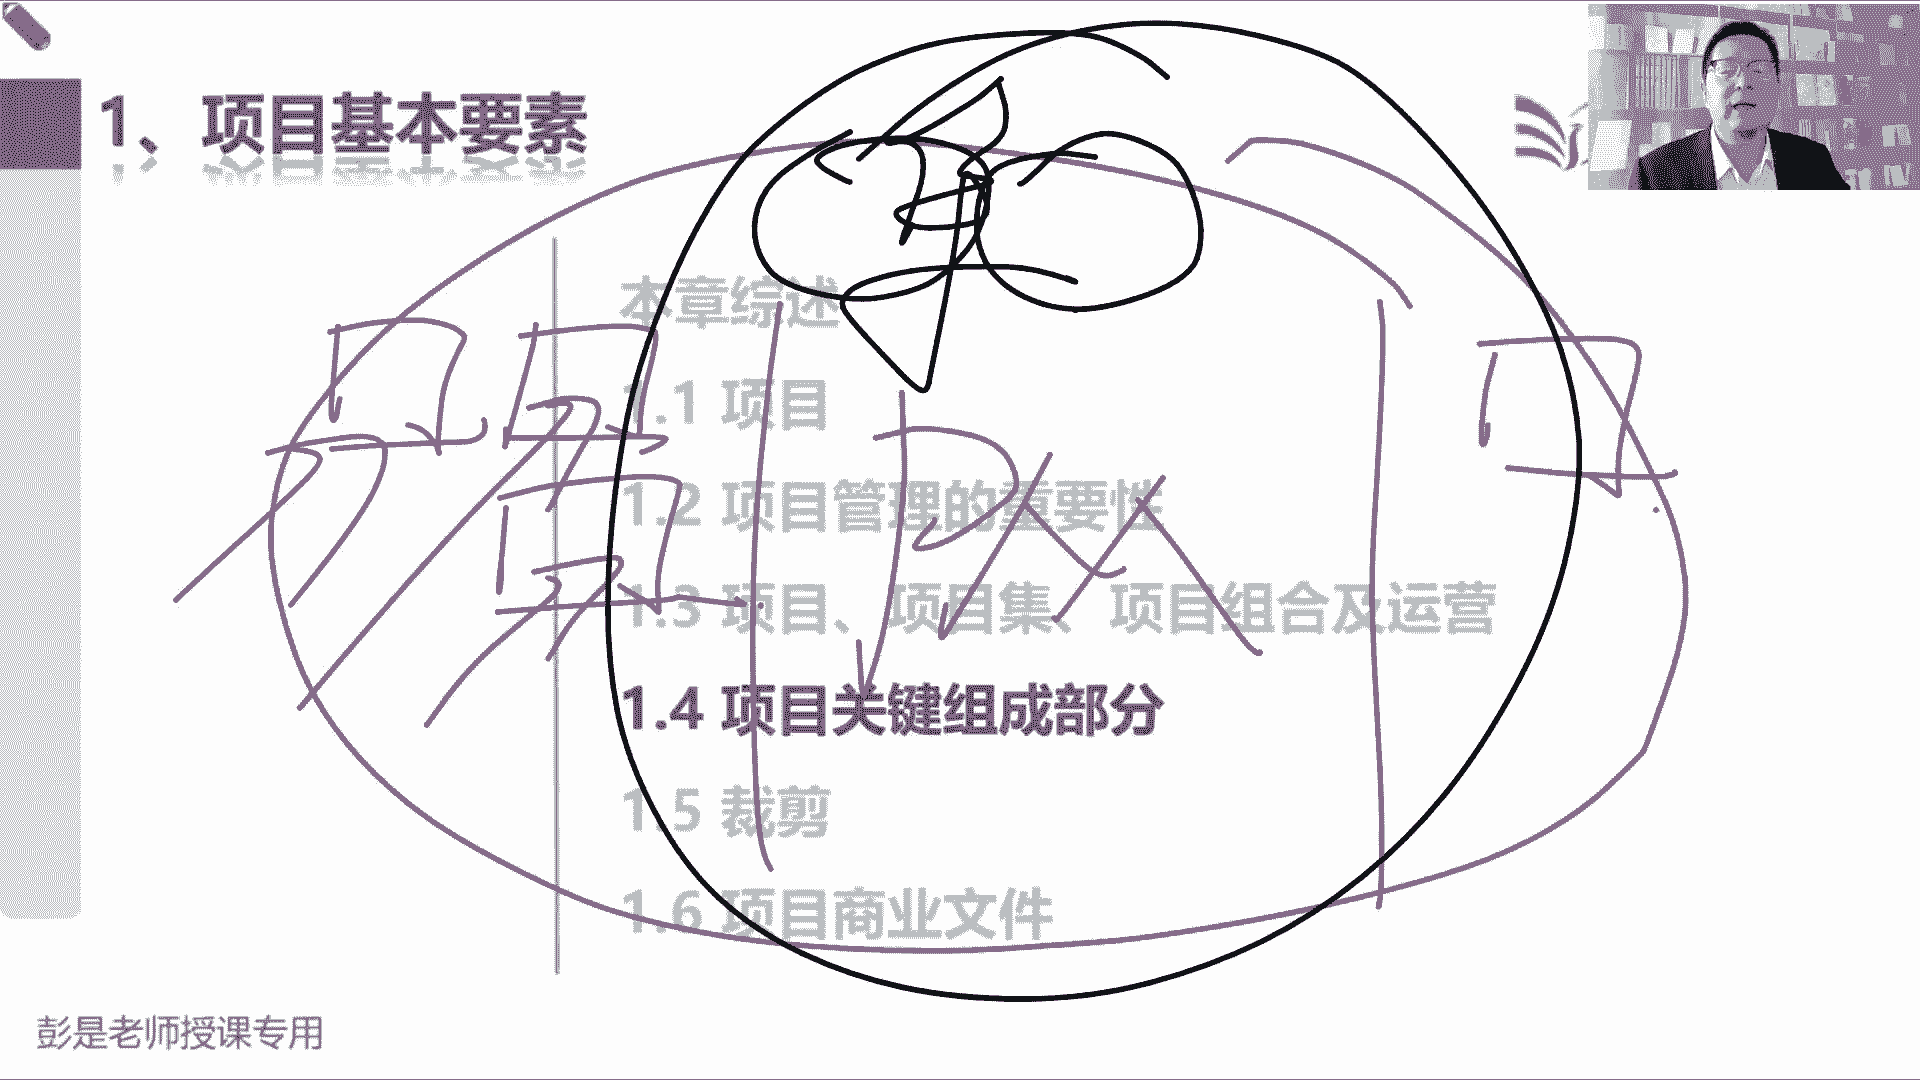 1、项目基本要素
本章综述
1.1 项目
1.2 项目管理的重要性
1.3 项目、项目集、项目组合及运营
1.4 项目关键组成部分
1.5 裁剪
1.6 项目商业文件
彭是老师授课专用